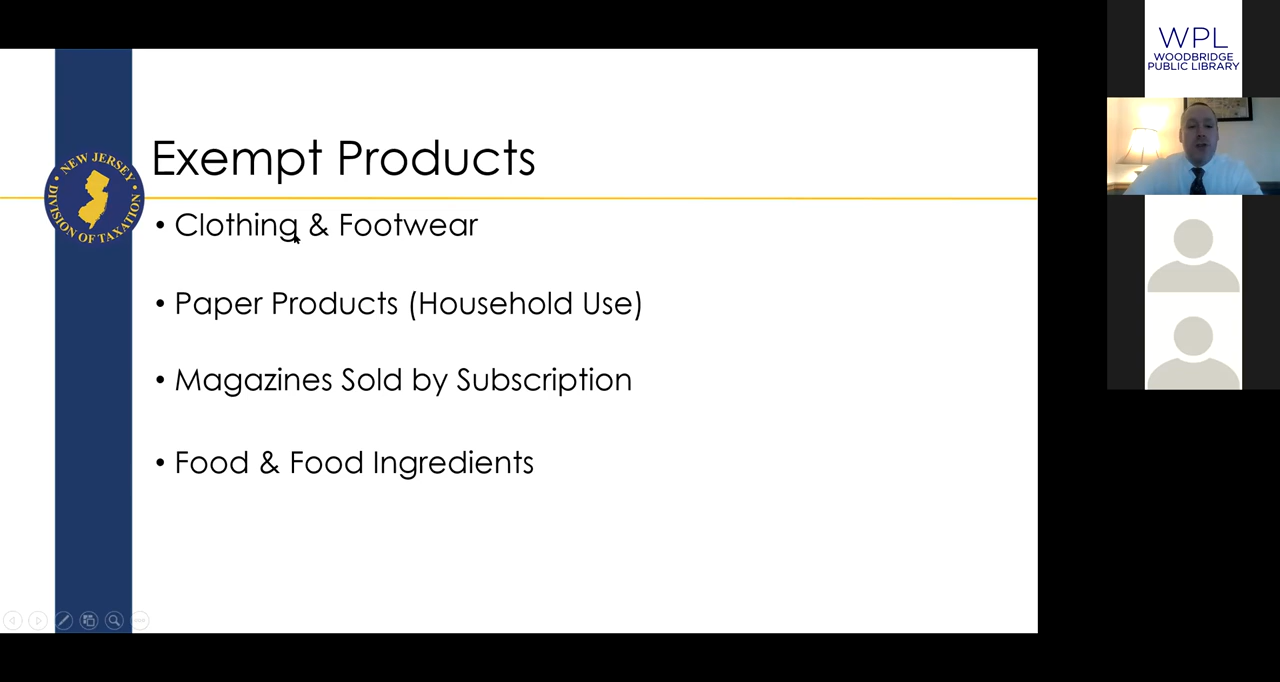 Exempt Products
NEW JERSEY
DIVISION OF TAXATION
• Clothing & Footwear
• Paper Products (Household Use)
• Magazines Sold by Subscription
• Food & Food Ingredients
WPL
WOODBRIDGE
PUBLIC LIBRARY